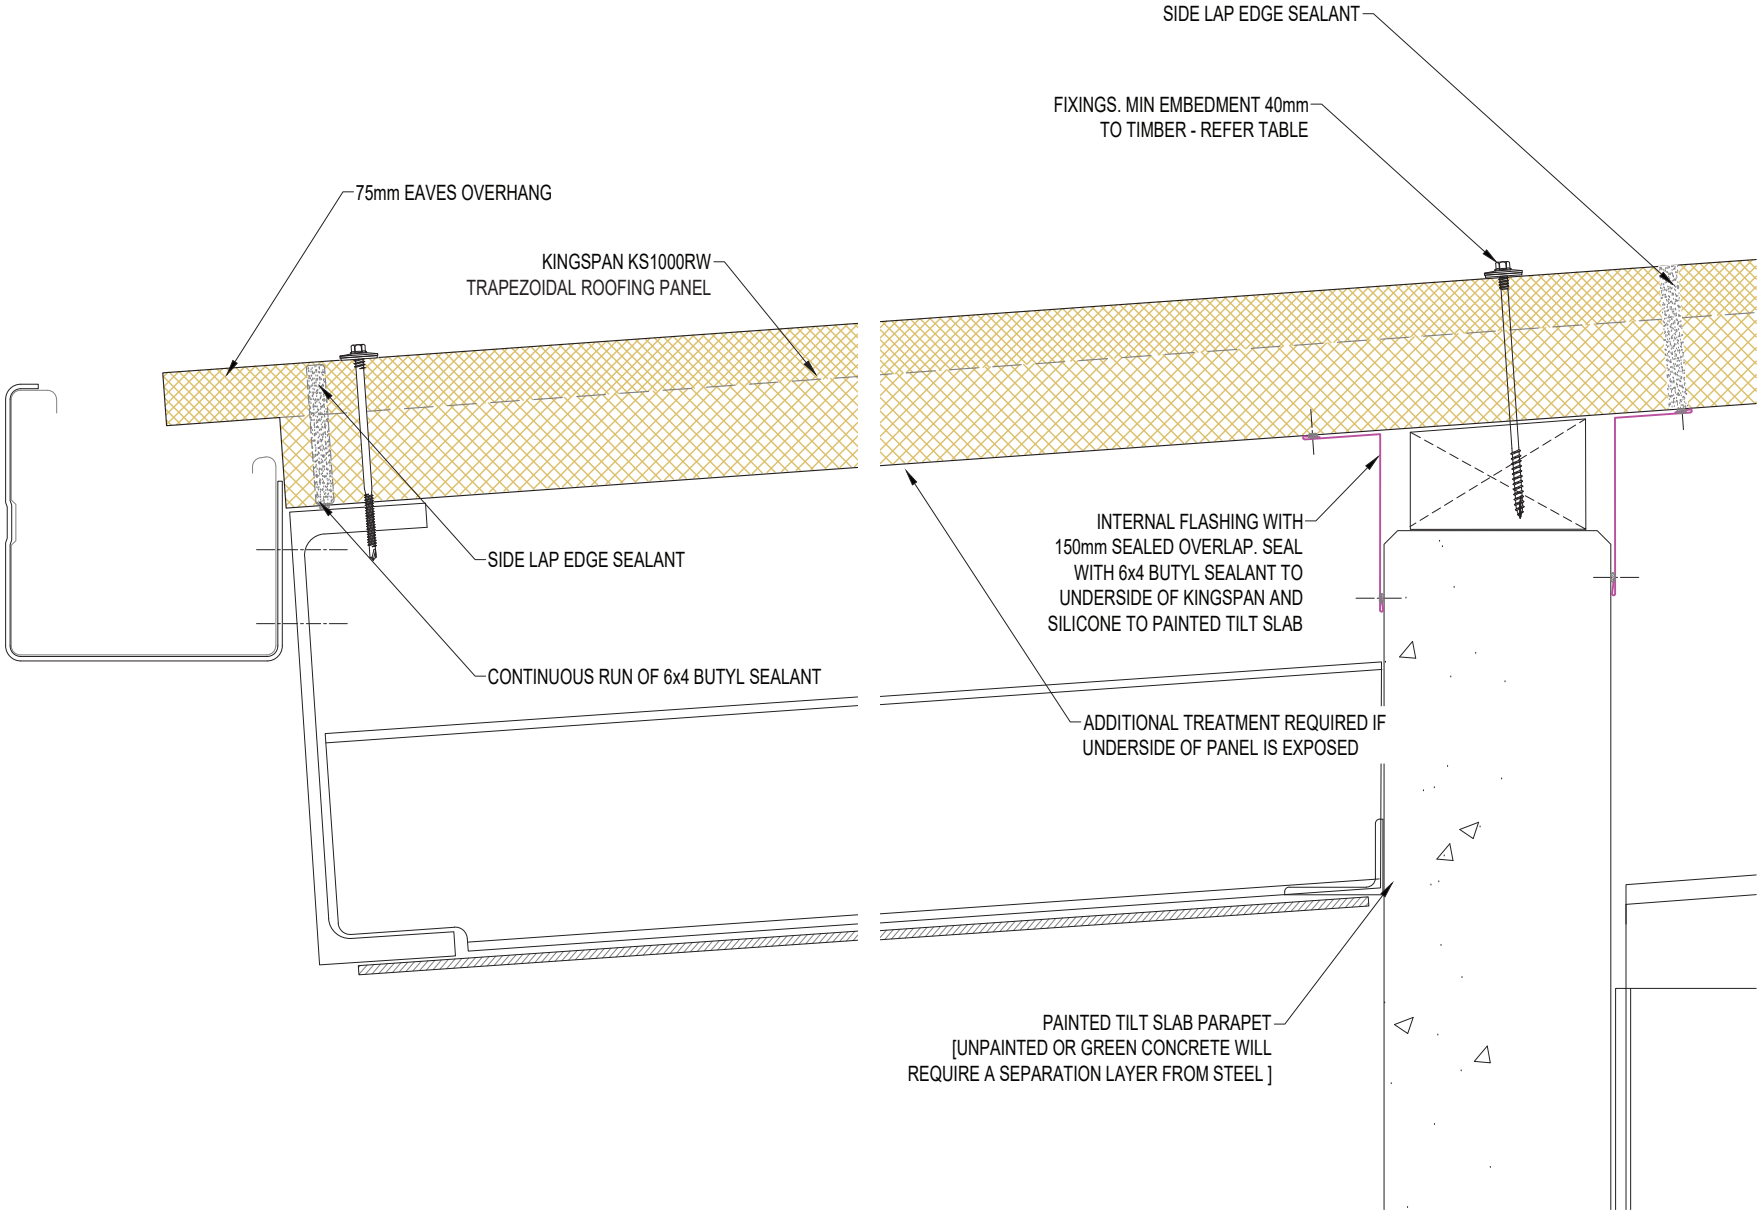 SIDE LAP EDGE SEALANT
FIXINGS. MIN EMBEDMENT 40mm
TO TIMBER - REFER TABLE
75mm EAVES OVERHANG
KINGSPAN KS1000RW
TRAPEZOIDAL ROOFING PANEL
SIDE LAP EDGE SEALANT
INTERNAL FLASHING WITH
150mm SEALED OVERLAP. SEAL
WITH 6x4 BUTYL SEALANT TO
UNDERSIDE OF KINGSPAN AND
SILICONE TO PAINTED TILT SLAB
CONTINUOUS RUN OF 6x4 BUTYL SEALANT
ADDITIONAL TREATMENT REQUIRED IF
UNDERSIDE OF PANEL IS EXPOSED
PAINTED TILT SLAB PARAPET
[UNPAINTED OR GREEN CONCRETE WILL
REQUIRE A SEPARATION LAYER FROM STEEL ]